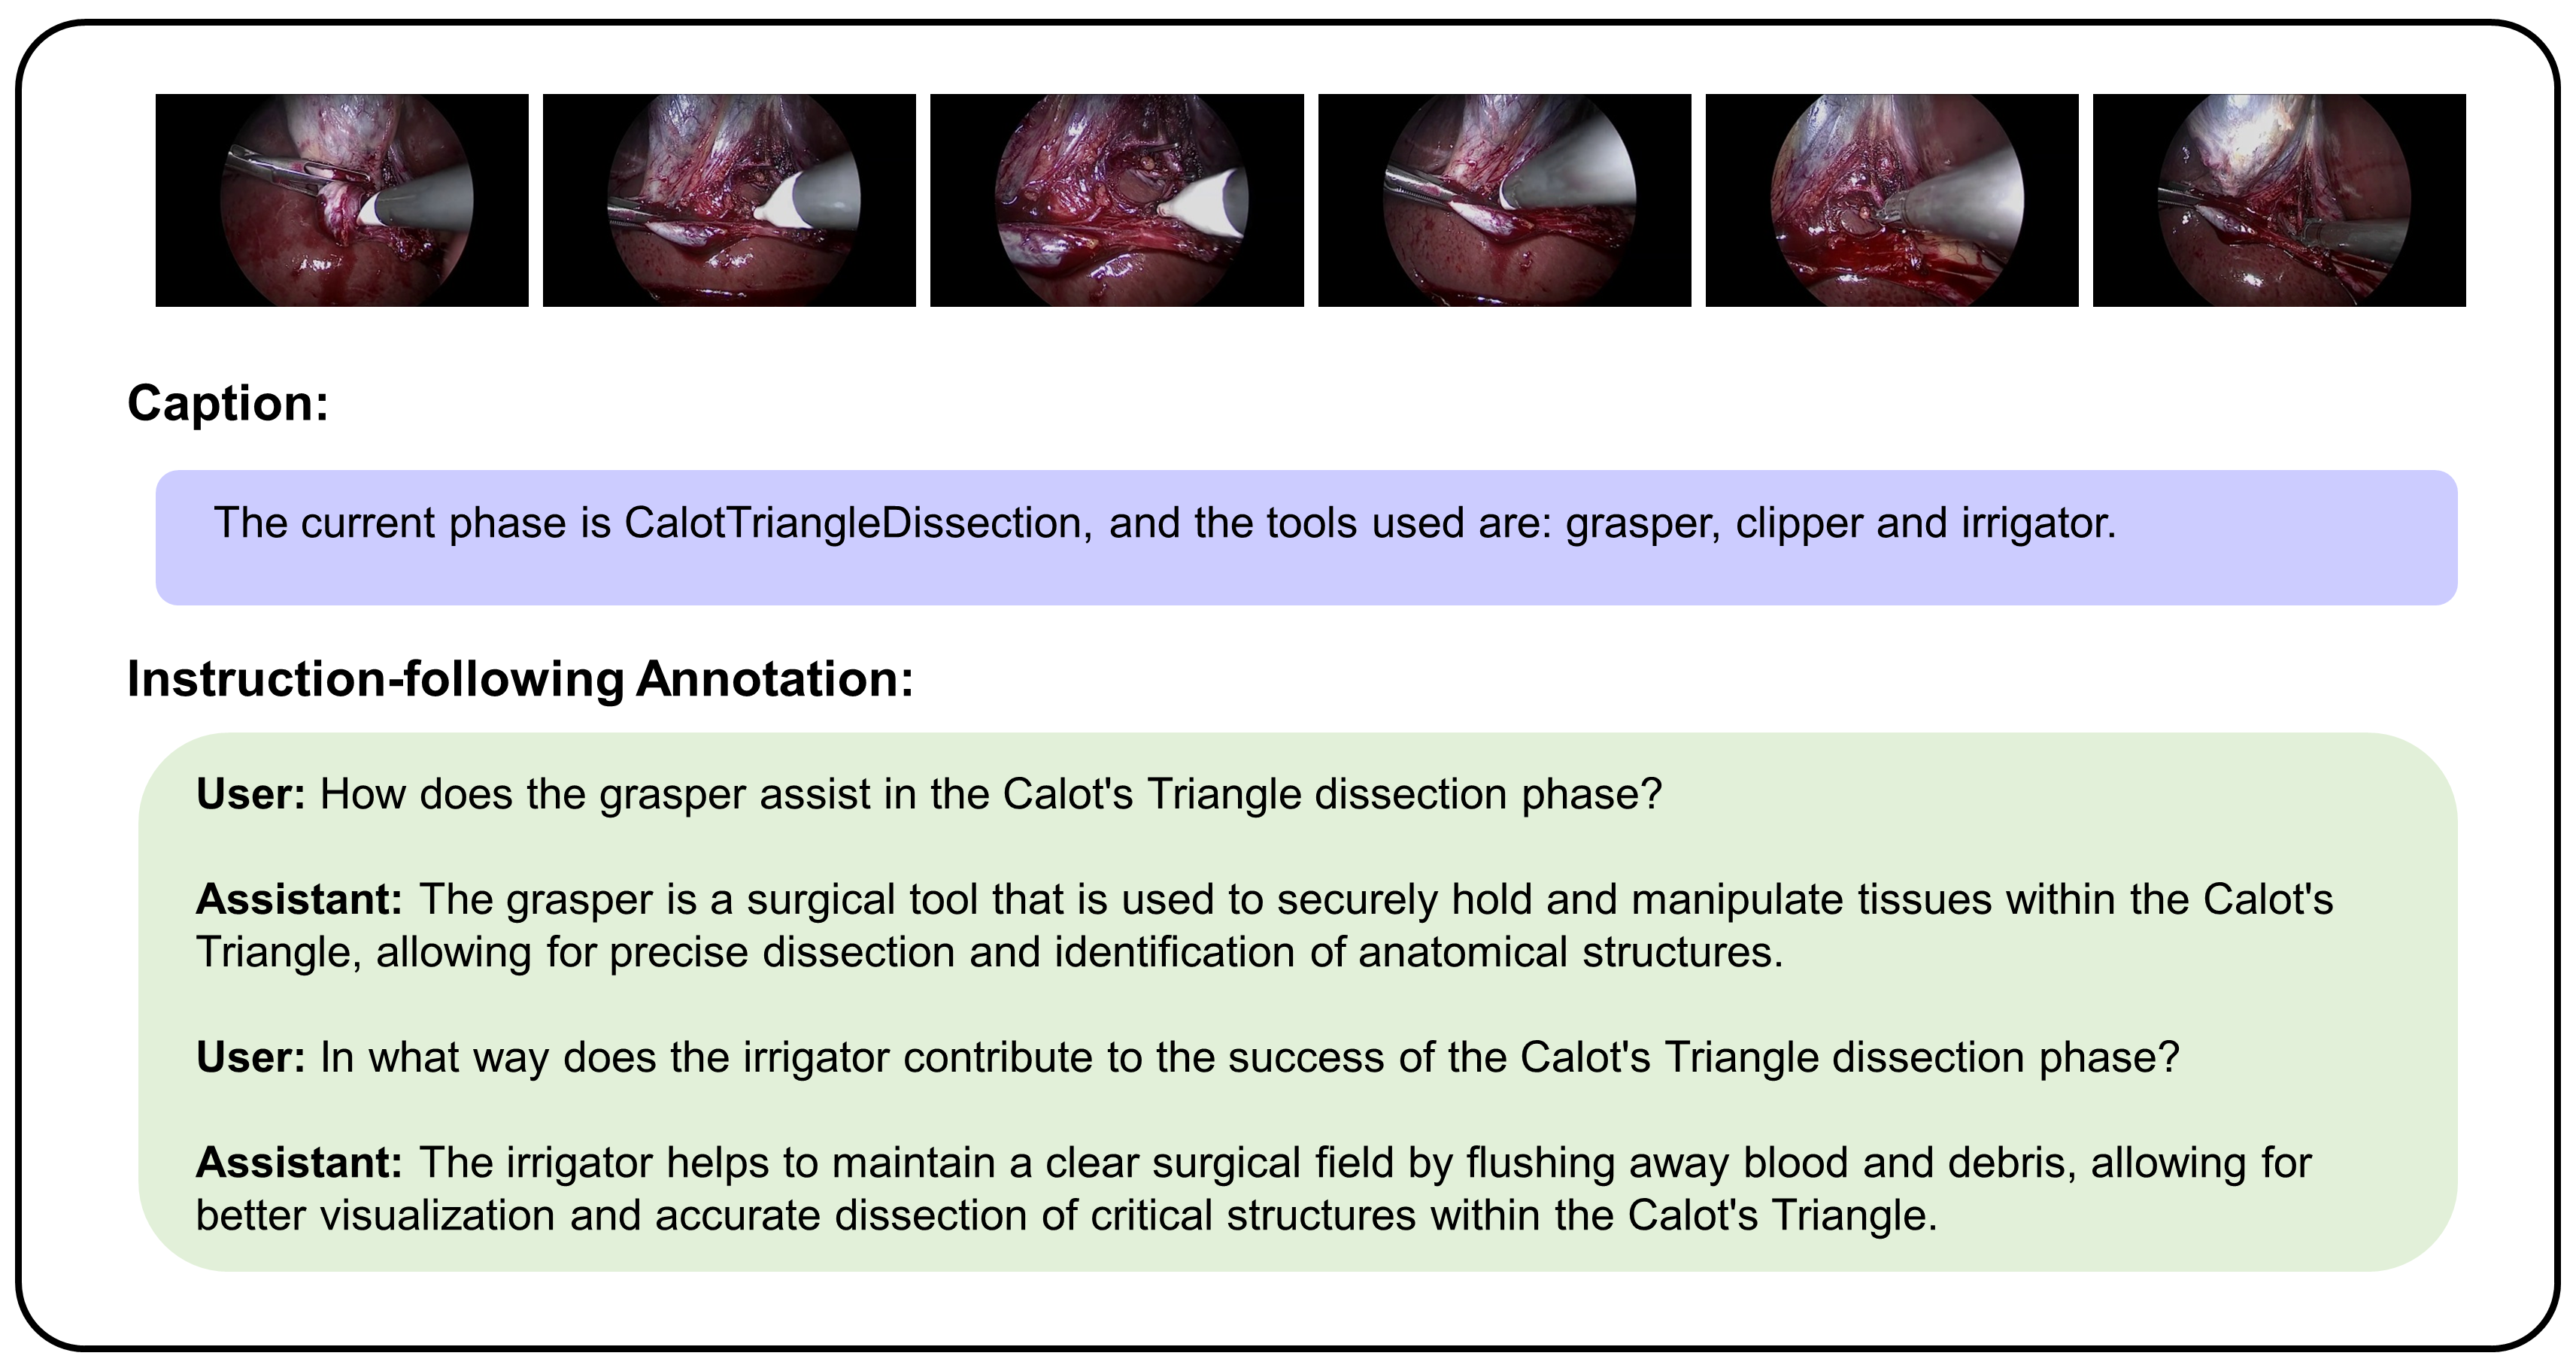 Caption:
The current phase is CalotTriangleDissection, and the tools used are: grasper, clipper and irrigator.
Instruction-following Annotation:
User: How does the grasper assist in the Calot's Triangle dissection phase?
Assistant: The grasper is a surgical tool that is used to securely hold and manipulate tissues within the Calot's
Triangle, allowing for precise dissection and identification of anatomical structures.
User: In what way does the irrigator contribute to the success of the Calot's Triangle dissection phase?
Assistant: The irrigator helps to maintain a clear surgical field by flushing away blood and debris, allowing for
better visualization and accurate dissection of critical structures within the Calot's Triangle.